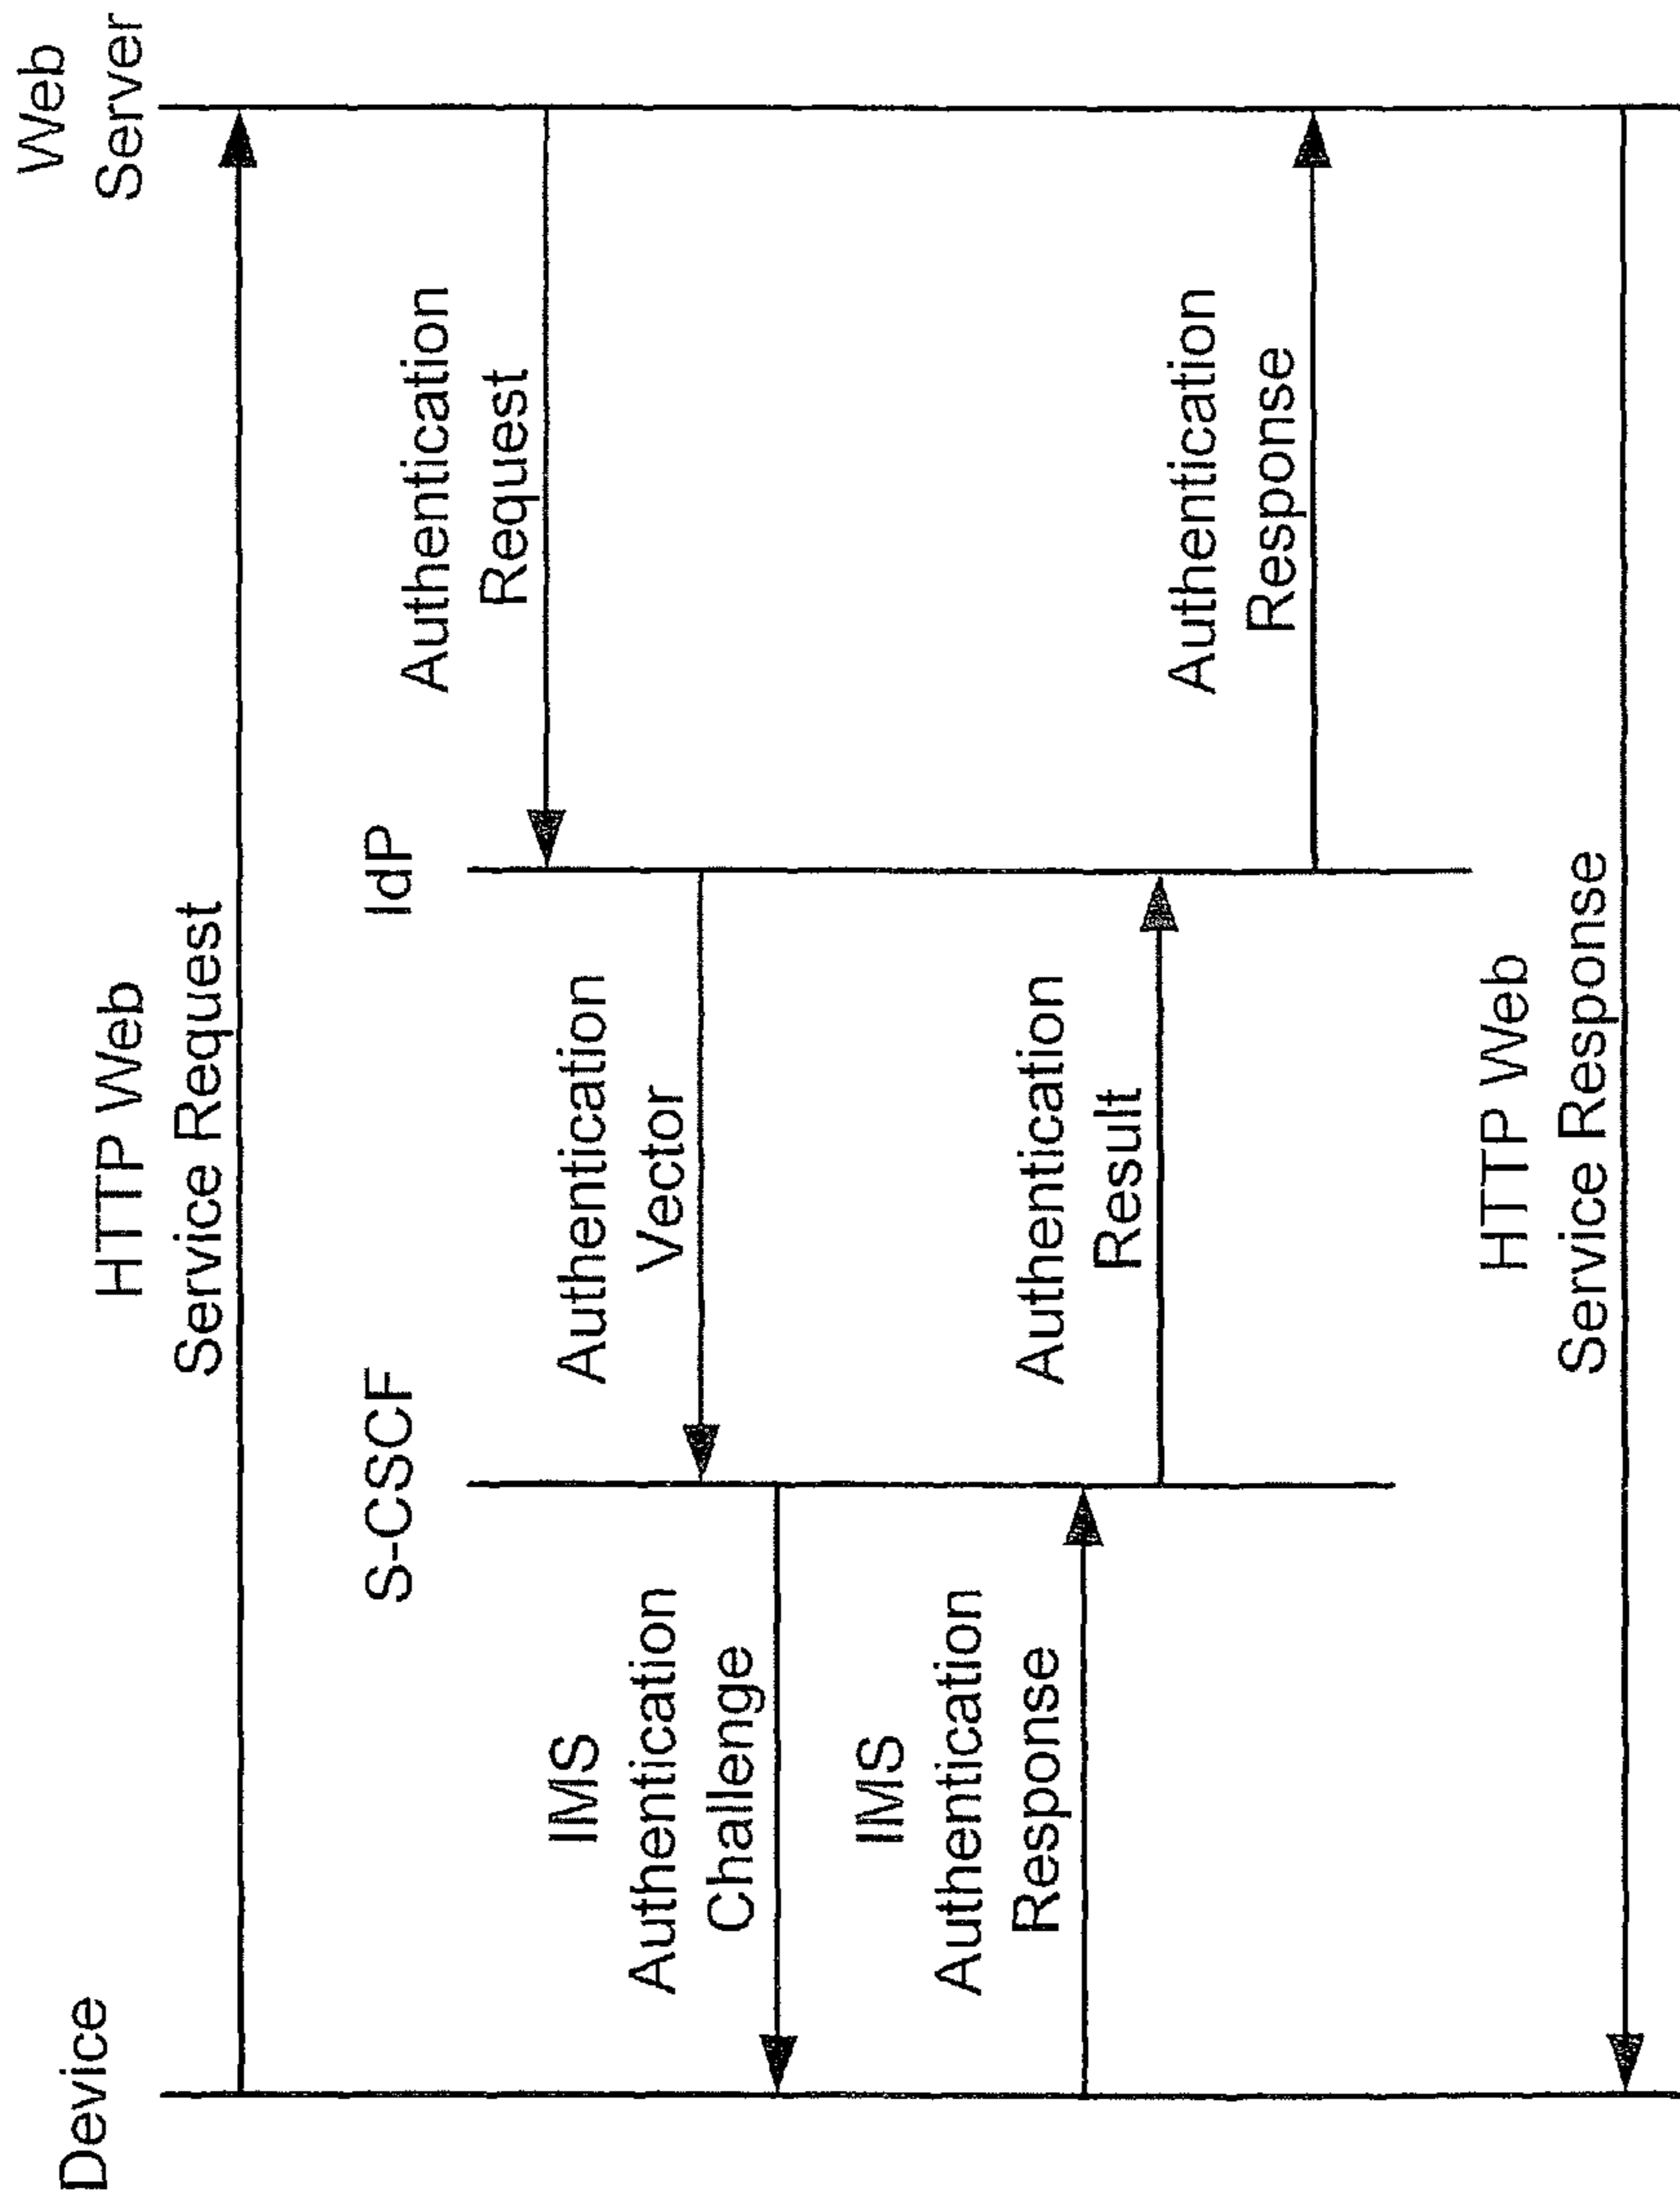 Device
S-CSCF
IdP
Web
Server
HTTP Web
Service Request
Authentication
Request
Authentication
Vector
IMS
Authentication
Challenge
IMS
Authentication
Response
Authentication
Result
Authentication
Response
HTTP Web
Service Response